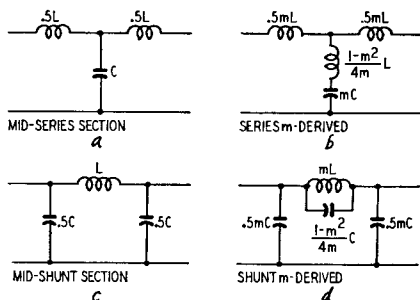 .5L .5L
C
MID-SERIES SECTION
a
.5mL .5mL
1-m²
4m L
mC
SERIES m-DERIVED
b
L
.5C .5C
MID-SHUNT SECTION
c
mL
.5mC .5mC
1-m²
4m C
SHUNT m-DERIVED
d